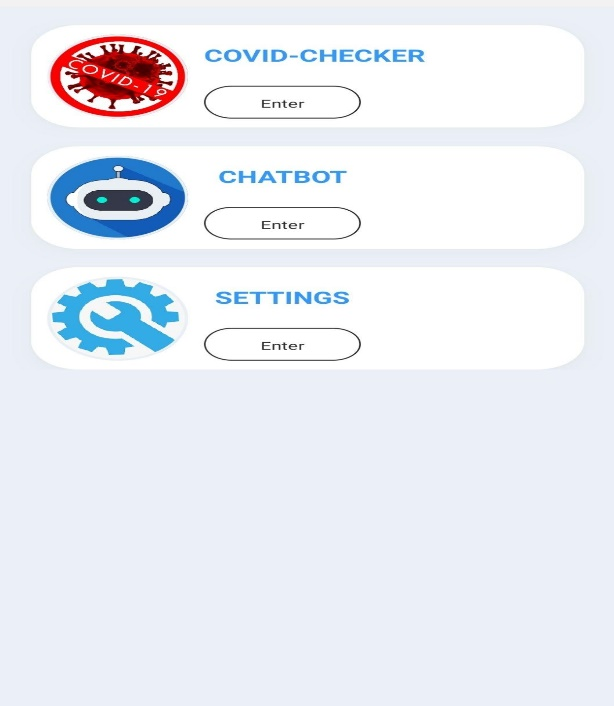 COVID-19
COVID-CHECKER
Enter
CHATBOT
Enter
SETTINGS
Enter